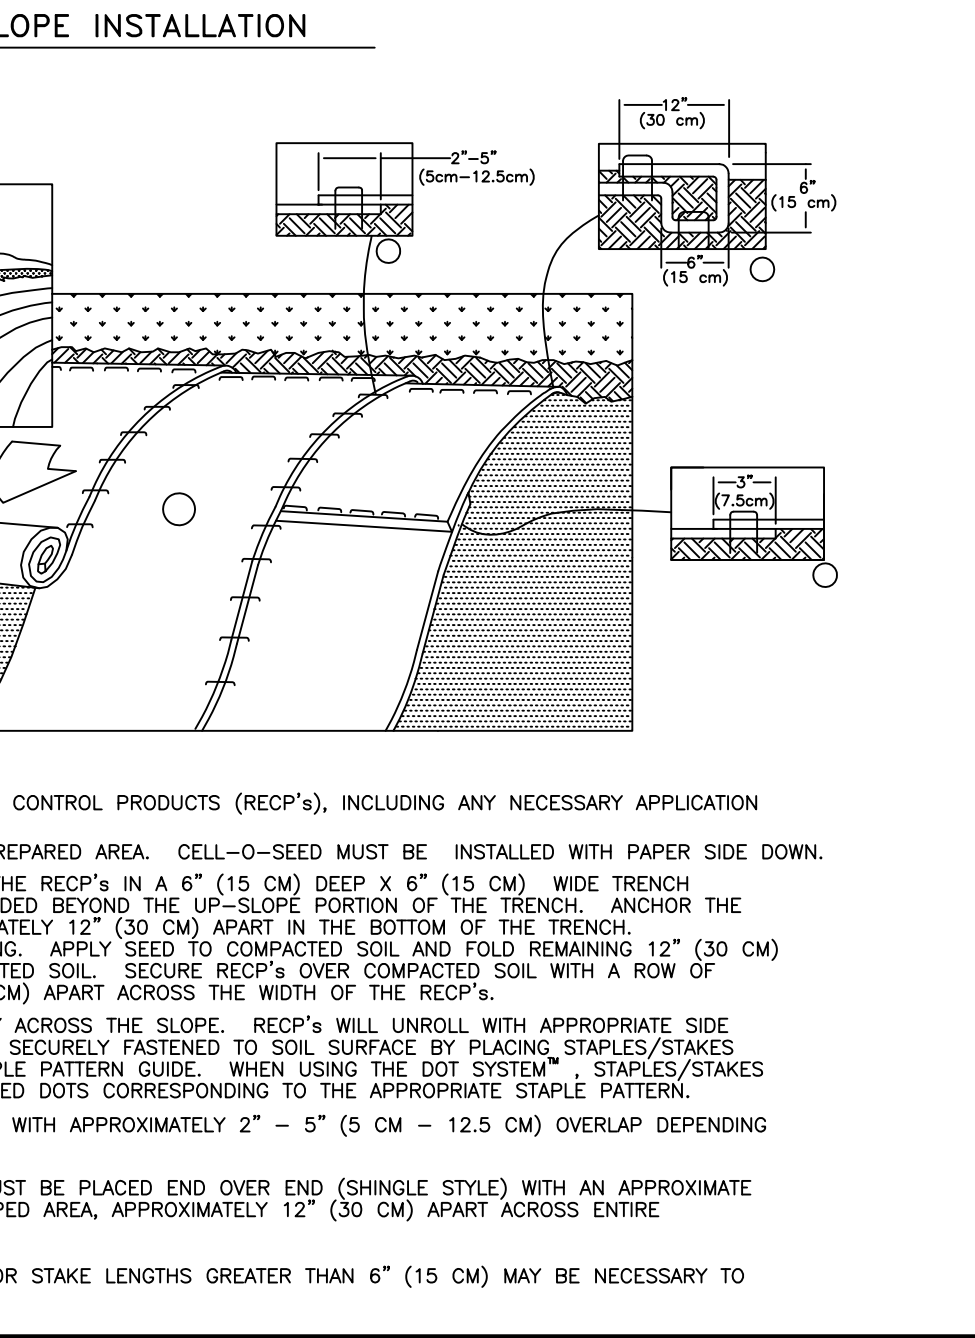 LOPE INSTALLATION
12"
(30 cm)
2"-5"
(5cm-12.5cm)
6"
(15 cm)
6"
(15 cm)
3"
(7.5cm)
CONTROL PRODUCTS (RECP's), INCLUDING ANY NECESSARY APPLICATION
REPARED AREA. CELL-O-SEED MUST BE INSTALLED WITH PAPER SIDE DOWN.
THE RECP's IN A 6" (15 CM) DEEP X 6" (15 CM) WIDE TRENCH
DED BEYOND THE UP-SLOPE PORTION OF THE TRENCH. ANCHOR THE
ATELY 12" (30 CM) APART IN THE BOTTOM OF THE TRENCH.
NG. APPLY SEED TO COMPACTED SOIL AND FOLD REMAINING 12" (30 CM)
TED SOIL. SECURE RECP's OVER COMPACTED SOIL WITH A ROW OF
CM) APART ACROSS THE WIDTH OF THE RECP's.
Y ACROSS THE SLOPE. RECP's WILL UNROLL WITH APPROPRIATE SIDE
SECURELY FASTENED TO SOIL SURFACE BY PLACING STAPLES/STAKES
PLE PATTERN GUIDE. WHEN USING THE DOT SYSTEM™ , STAPLES/STAKES
ED DOTS CORRESPONDING TO THE APPROPRIATE STAPLE PATTERN.
WITH APPROXIMATELY 2" - 5" (5 CM - 12.5 CM) OVERLAP DEPENDING
UST BE PLACED END OVER END (SHINGLE STYLE) WITH AN APPROXIMATE
PED AREA, APPROXIMATELY 12" (30 CM) APART ACROSS ENTIRE
OR STAKE LENGTHS GREATER THAN 6" (15 CM) MAY BE NECESSARY TO